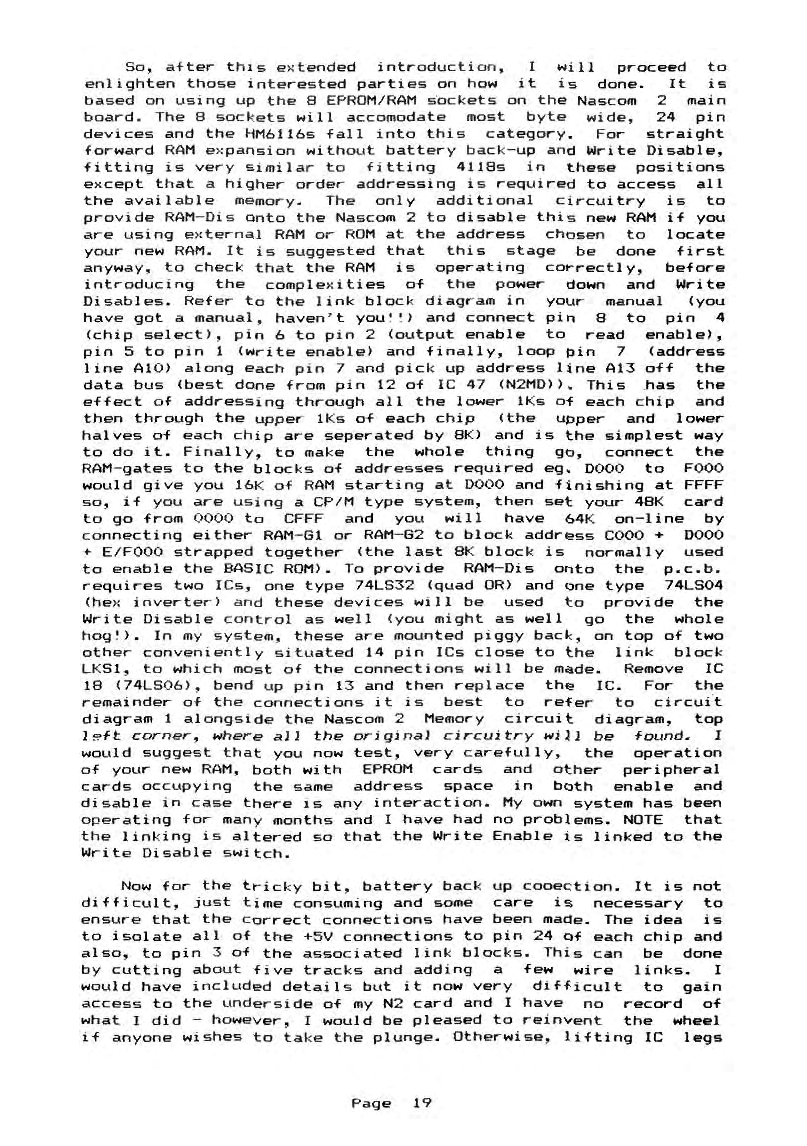 So, after this extended introduction, I will proceed to
enlighten those interested parties on how it is done. It is
based on using up the 8 EPROM/RAM sockets on the Nascom 2 main
board. The 8 sockets will accomodate most byte wide, 24 pin
devices and the HM6116s fall into this category. For straight
forward RAM expansion without battery back-up and Write Disable,
fitting is very similar to fitting 4118s in these positions
except that a higher order addressing is required to access all
the available memory. The only additional circuitry is to
provide RAM-Dis onto the Nascom 2 to disable this new RAM if you
are using external RAM or ROM at the address chosen to locate
your new RAM. It is suggested that this stage be done first
anyway, to check that the RAM is operating correctly, before
introducing the complexities of the power down and Write
Disables. Refer to the link block diagram in your manual (you
have got a manual, haven't you!!) and connect pin 8 to pin 4
(chip select), pin 6 to pin 2 (output enable to read enable),
pin 5 to pin 1 (write enable) and finally, loop pin 7 (address
line A10) along each pin 7 and pick up address line A13 off the
data bus (best done from pin 12 of IC 47 (N2MD)). This has the
effect of addressing through all the lower 1Ks of each chip and
then through the upper 1Ks of each chip (the upper and lower
halves of each chip are seperated by 8K) and is the simplest way
to do it. Finally, to make the whole thing go, connect the
RAM-gates to the blocks of addresses required eg. D000 to F000
would give you 16K of RAM starting at D000 and finishing at FFFF
so, if you are using a CP/M type system, then set your 48K card
to go from 0000 to CFFF and you will have 64K on-line by
connecting either RAM-G1 or RAM-G2 to block address C000 + D000
+ E/F000 strapped together (the last 8K block is normally used
to enable the BASIC ROM). To provide RAM-Dis onto the p.c.b.
requires two ICs, one type 74LS32 (quad OR) and one type 74LS04
(hex inverter) and these devices will be used to provide the
Write Disable control as well (you might as well go the whole
hog!). In my system, these are mounted piggy back, on top of two
other conveniently situated 14 pin ICs close to the link block
LKS1, to which most of the connections will be made. Remove IC
18 (74LS06), bend up pin 13 and then replace the IC. For the
remainder of the connections it is best to refer to circuit
diagram 1 alongside the Nascom 2 Memory circuit diagram, top
left corner, where all the original circuitry will be found. I
would suggest that you now test, very carefully, the operation
of your new RAM, both with EPROM cards and other peripheral
cards occupying the same address space in both enable and
disable in case there is any interaction. My own system has been
operating for many months and I have had no problems. NOTE that
the linking is altered so that the Write Enable is linked to the
Write Disable switch.
Now for the tricky bit, battery back up cooection. It is not
difficult, just time consuming and some care is necessary to
ensure that the correct connections have been made. The idea is
to isolate all of the +5V connections to pin 24 of each chip and
also, to pin 3 of the associated link blocks. This can be done
by cutting about five tracks and adding a few wire links. I
would have included details but it now very difficult to gain
access to the underside of my N2 card and I have no record of
what I did - however, I would be pleased to reinvent the wheel
if anyone wishes to take the plunge. Otherwise, lifting IC legs
Page 19